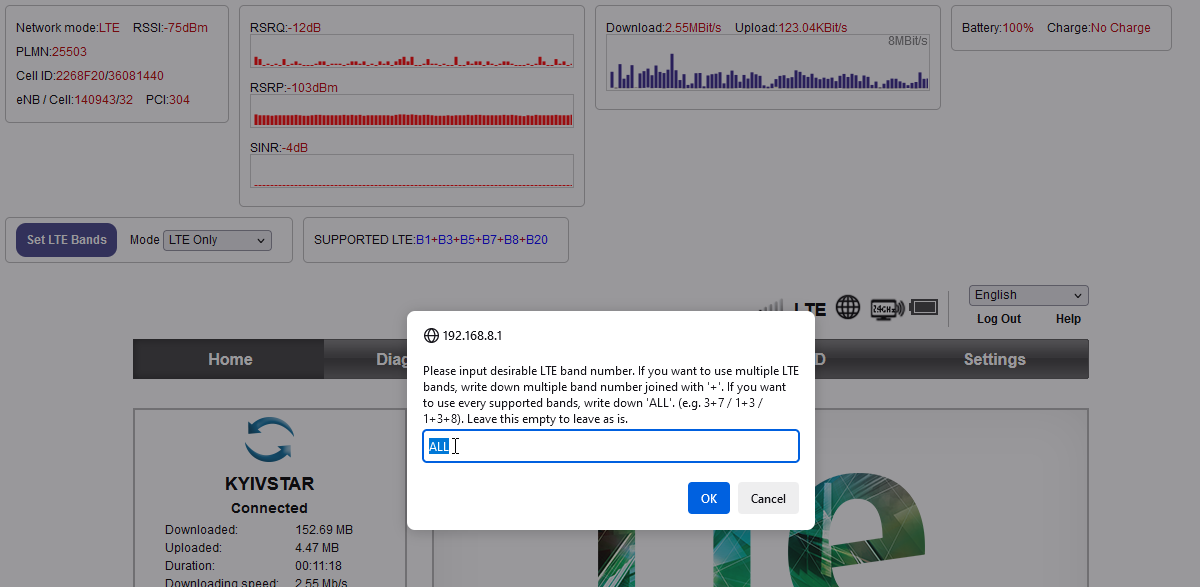 Network mode:LTE RSSI:-75dBm
PLMN:25503
Cell ID:2268F20/36081440
eNB / Cell:140943/32 PCI:304
RSRQ:-12dB
RSRP:-103dBm
SINR:-4dB
Download:2.55MBit/s Upload:123.04KBit/s
8MBit/s
Battery:100% Charge:No Charge
Set LTE Bands Mode LTE Only
SUPPORTED LTE:B1+B3+B5+B7+B8+B20
LTE
English
Log Out Help
Home Diag D Settings
192.168.8.1
Please input desirable LTE band number. If you want to use multiple LTE
bands, write down multiple band number joined with '+'. If you want
to use every supported bands, write down 'ALL'. (e.g. 3+7 / 1+3 /
1+3+8). Leave this empty to leave as is.
ALL
OK Cancel
KYIVSTAR
Connected
Downloaded: 152.69 MB
Uploaded: 4.47 MB
Duration: 00:11:18
Downloading speed: 2.55 Mb/s